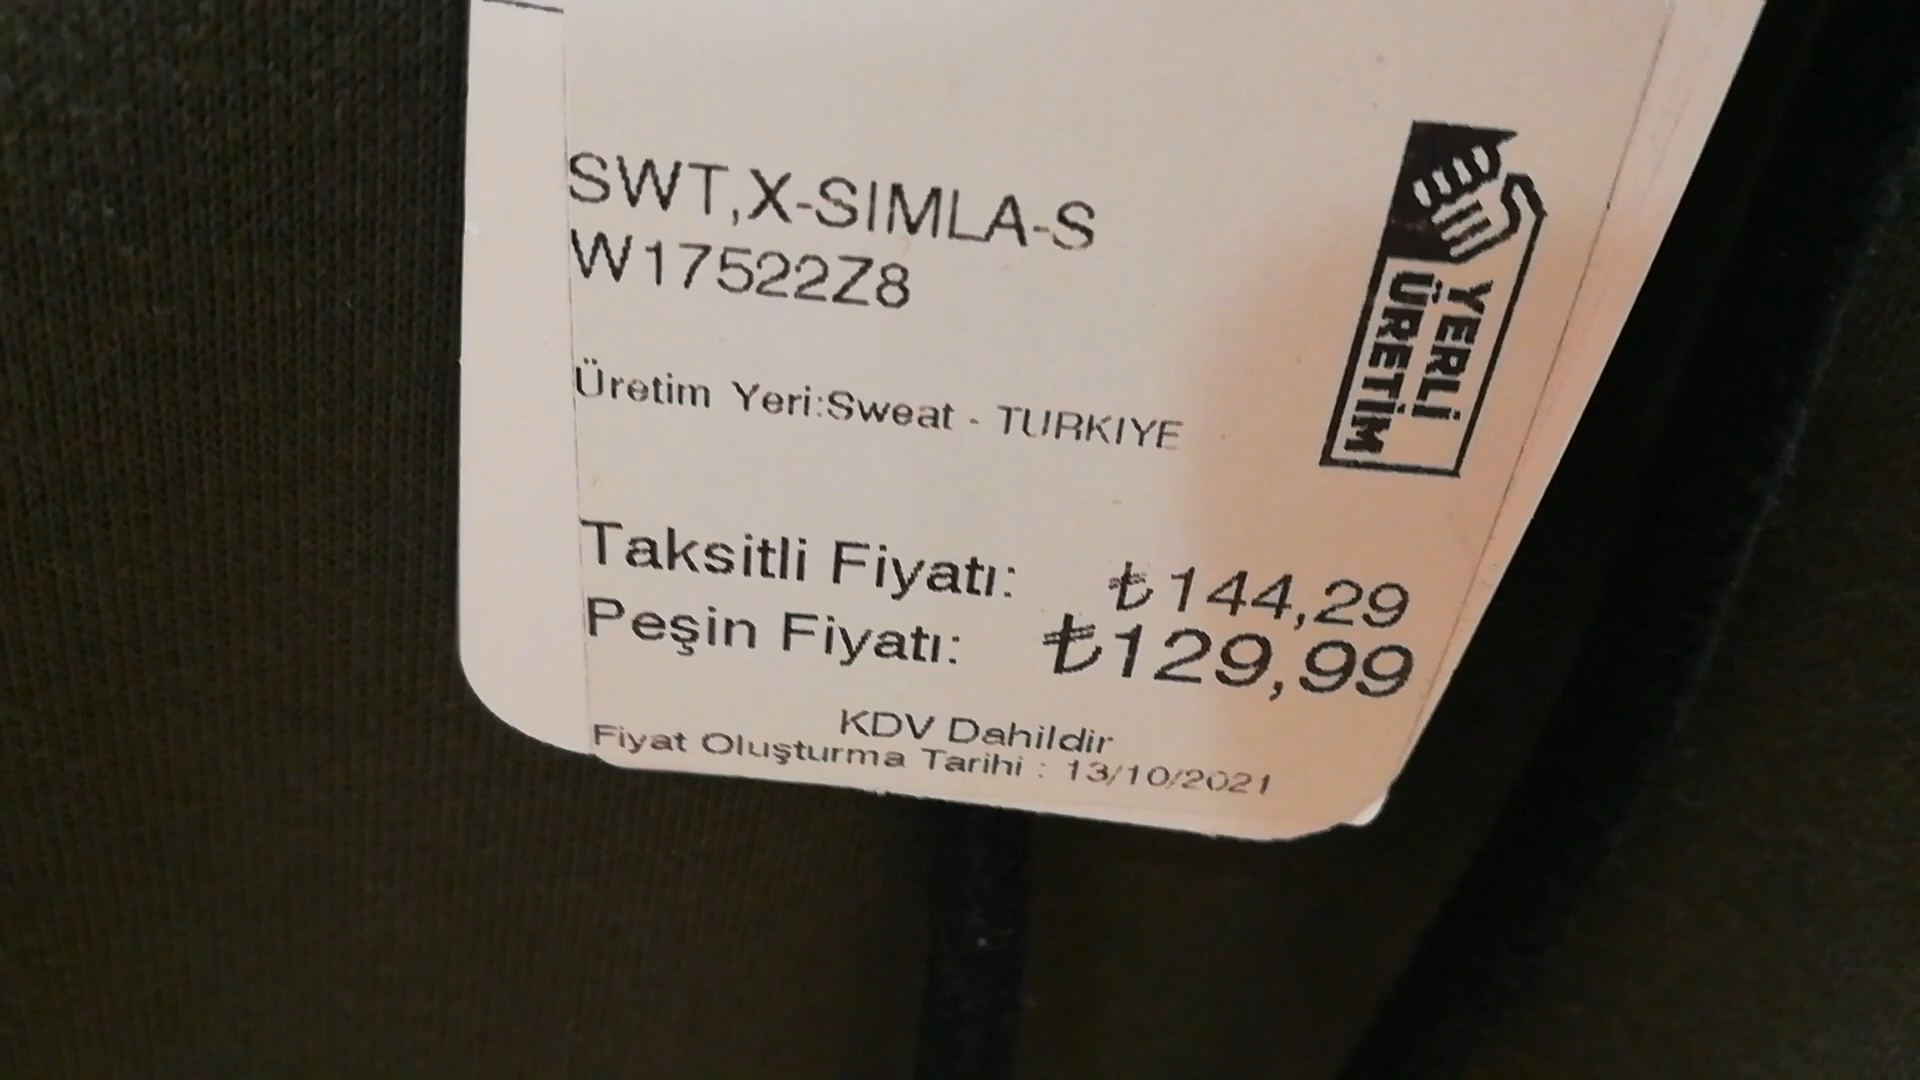 SWT,X-SIMLA-S
W17522Z8
YERLİ
ÜRETİM
Üretim Yeri:Sweat - TURKIYE
Taksitli Fiyatı: ₺144,29
Peşin Fiyatı: ₺129,99
KDV Dahildir
Fiyat Oluşturma Tarihi : 13/10/2021